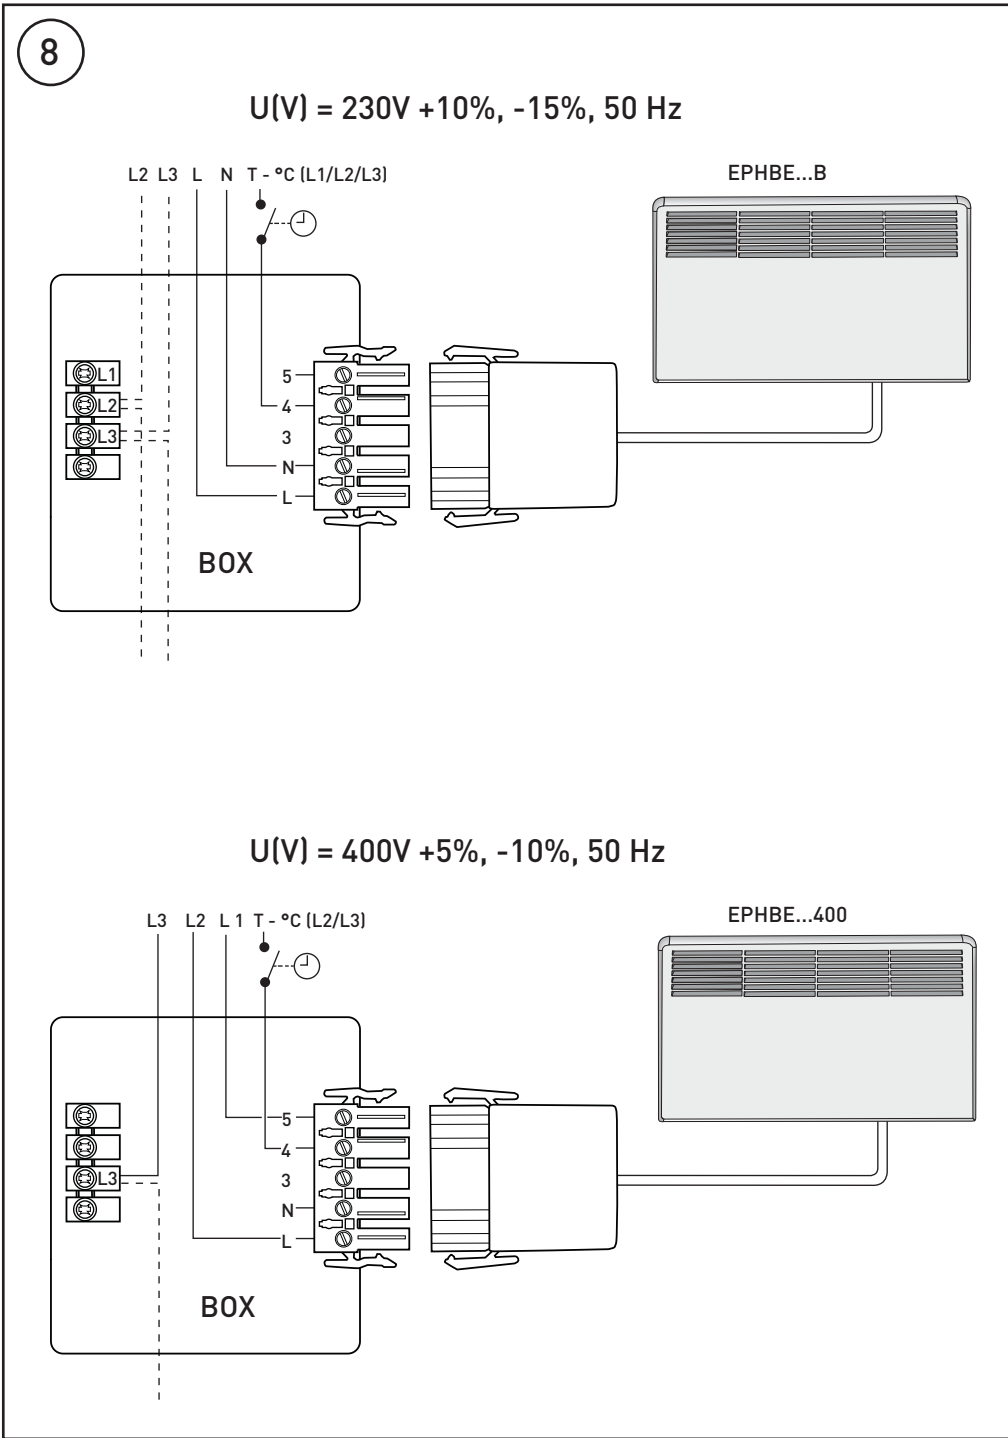 8
U(V) = 230V +10%, -15%, 50 Hz
L2 L3 L N T - °C (L1/L2/L3)
EPHBE...B
L1
L2
L3
5
4
3
N
L
BOX
U(V) = 400V +5%, -10%, 50 Hz
L3 L2 L 1 T - °C (L2/L3)
EPHBE...400
L3
5
4
3
N
L
BOX